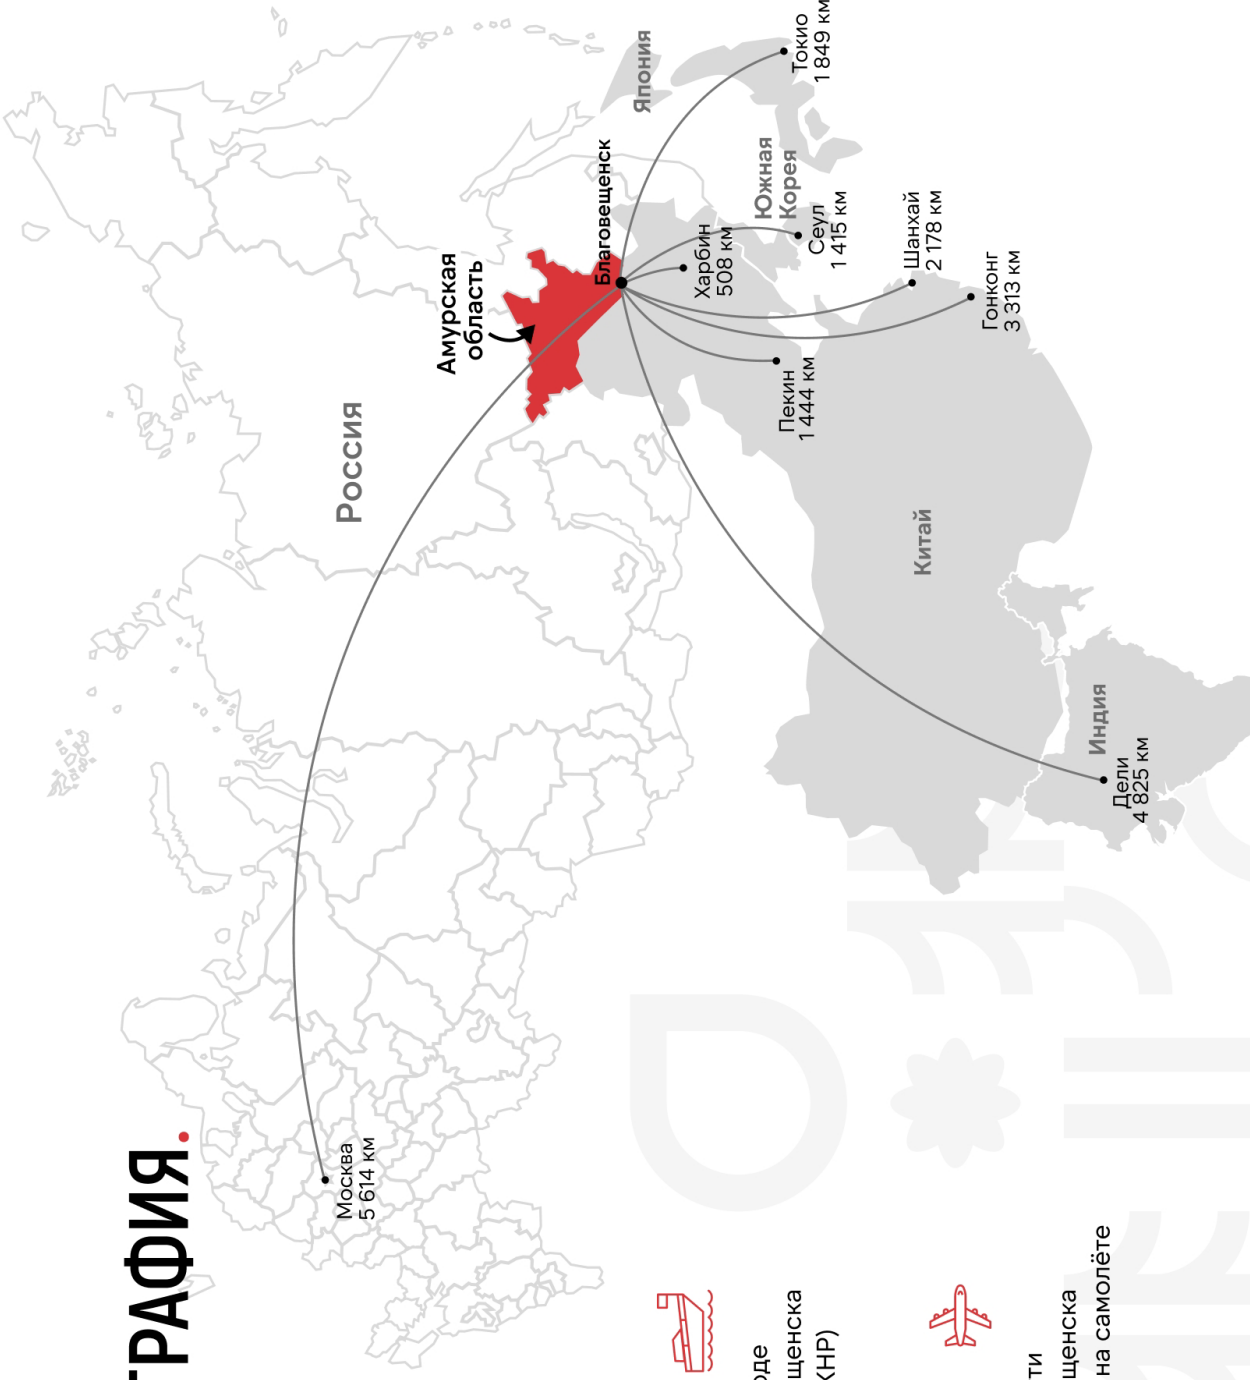 ГРАФИЯ.
Россия
Амурская
область
Благовещенск
Япония
Токио
1 849 км
Южная
Корея
Сеул
1 415 км
Харбин
508 км
Шанхай
2 178 км
Гонконг
3 313 км
Пекин
1 444 км
Китай
Индия
Дели
4 825 км
Москва
5 614 км
оде
щенска
КНР)
ти
щенска
на самолёте